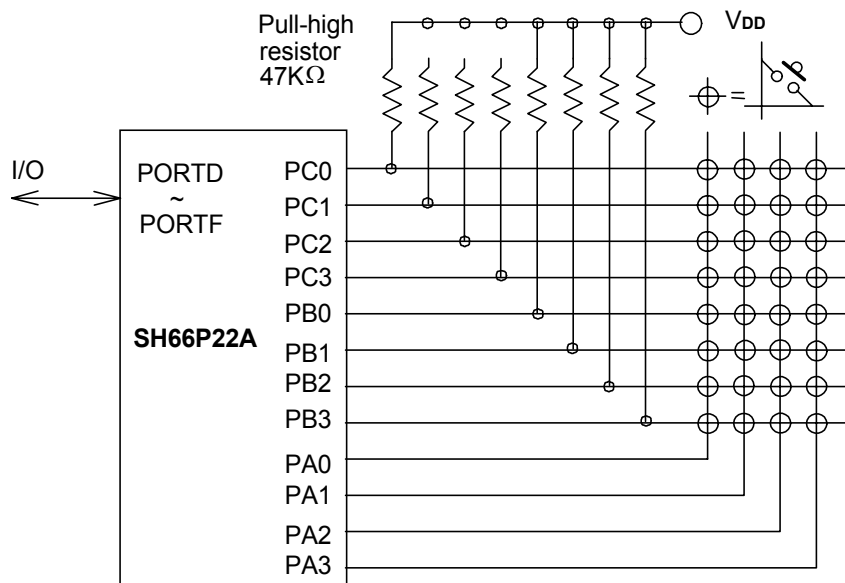 Pull-high
resistor
47KΩ
VDD
=
I/O
PORTD
~
PORTF
SH66P22A
PC0
PC1
PC2
PC3
PB0
PB1
PB2
PB3
PA0
PA1
PA2
PA3